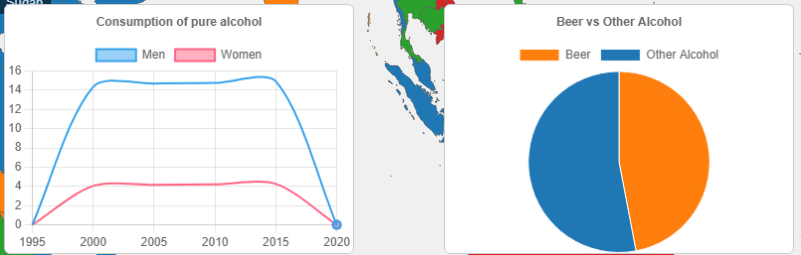 Sudan
Consumption of pure alcohol
Men
Women
16
14
12
10
8
6
4
2
0
1995 2000 2005 2010 2015 2020
Beer vs Other Alcohol
Beer
Other Alcohol